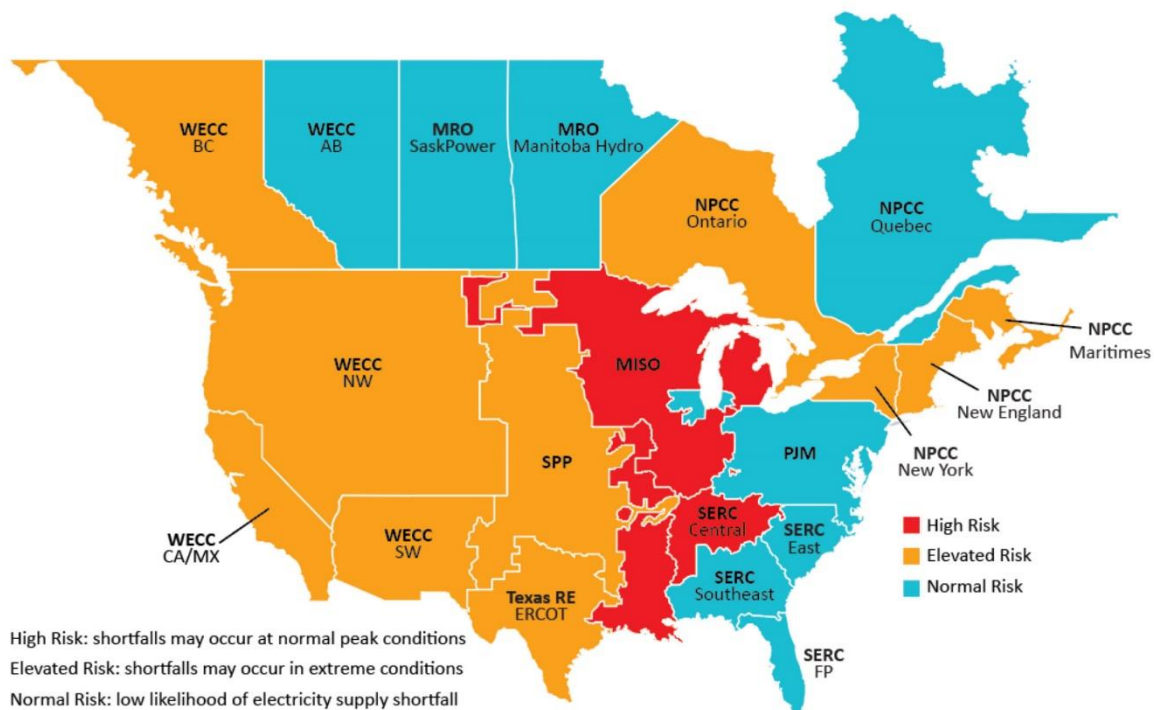 WECC
BC
WECC
AB
MRO
SaskPower
MRO
Manitoba Hydro
NPCC
Ontario
NPCC
Quebec
NPCC
Maritimes
NPCC
New England
NPCC
New York
WECC
NW
MISO
SPP
PJM
WECC
CA/MX
WECC
SW
SERC
Central
SERC
East
SERC
Southeast
Texas RE
ERCOT
SERC
FP
High Risk
Elevated Risk
Normal Risk
High Risk: shortfalls may occur at normal peak conditions
Elevated Risk: shortfalls may occur in extreme conditions
Normal Risk: low likelihood of electricity supply shortfall